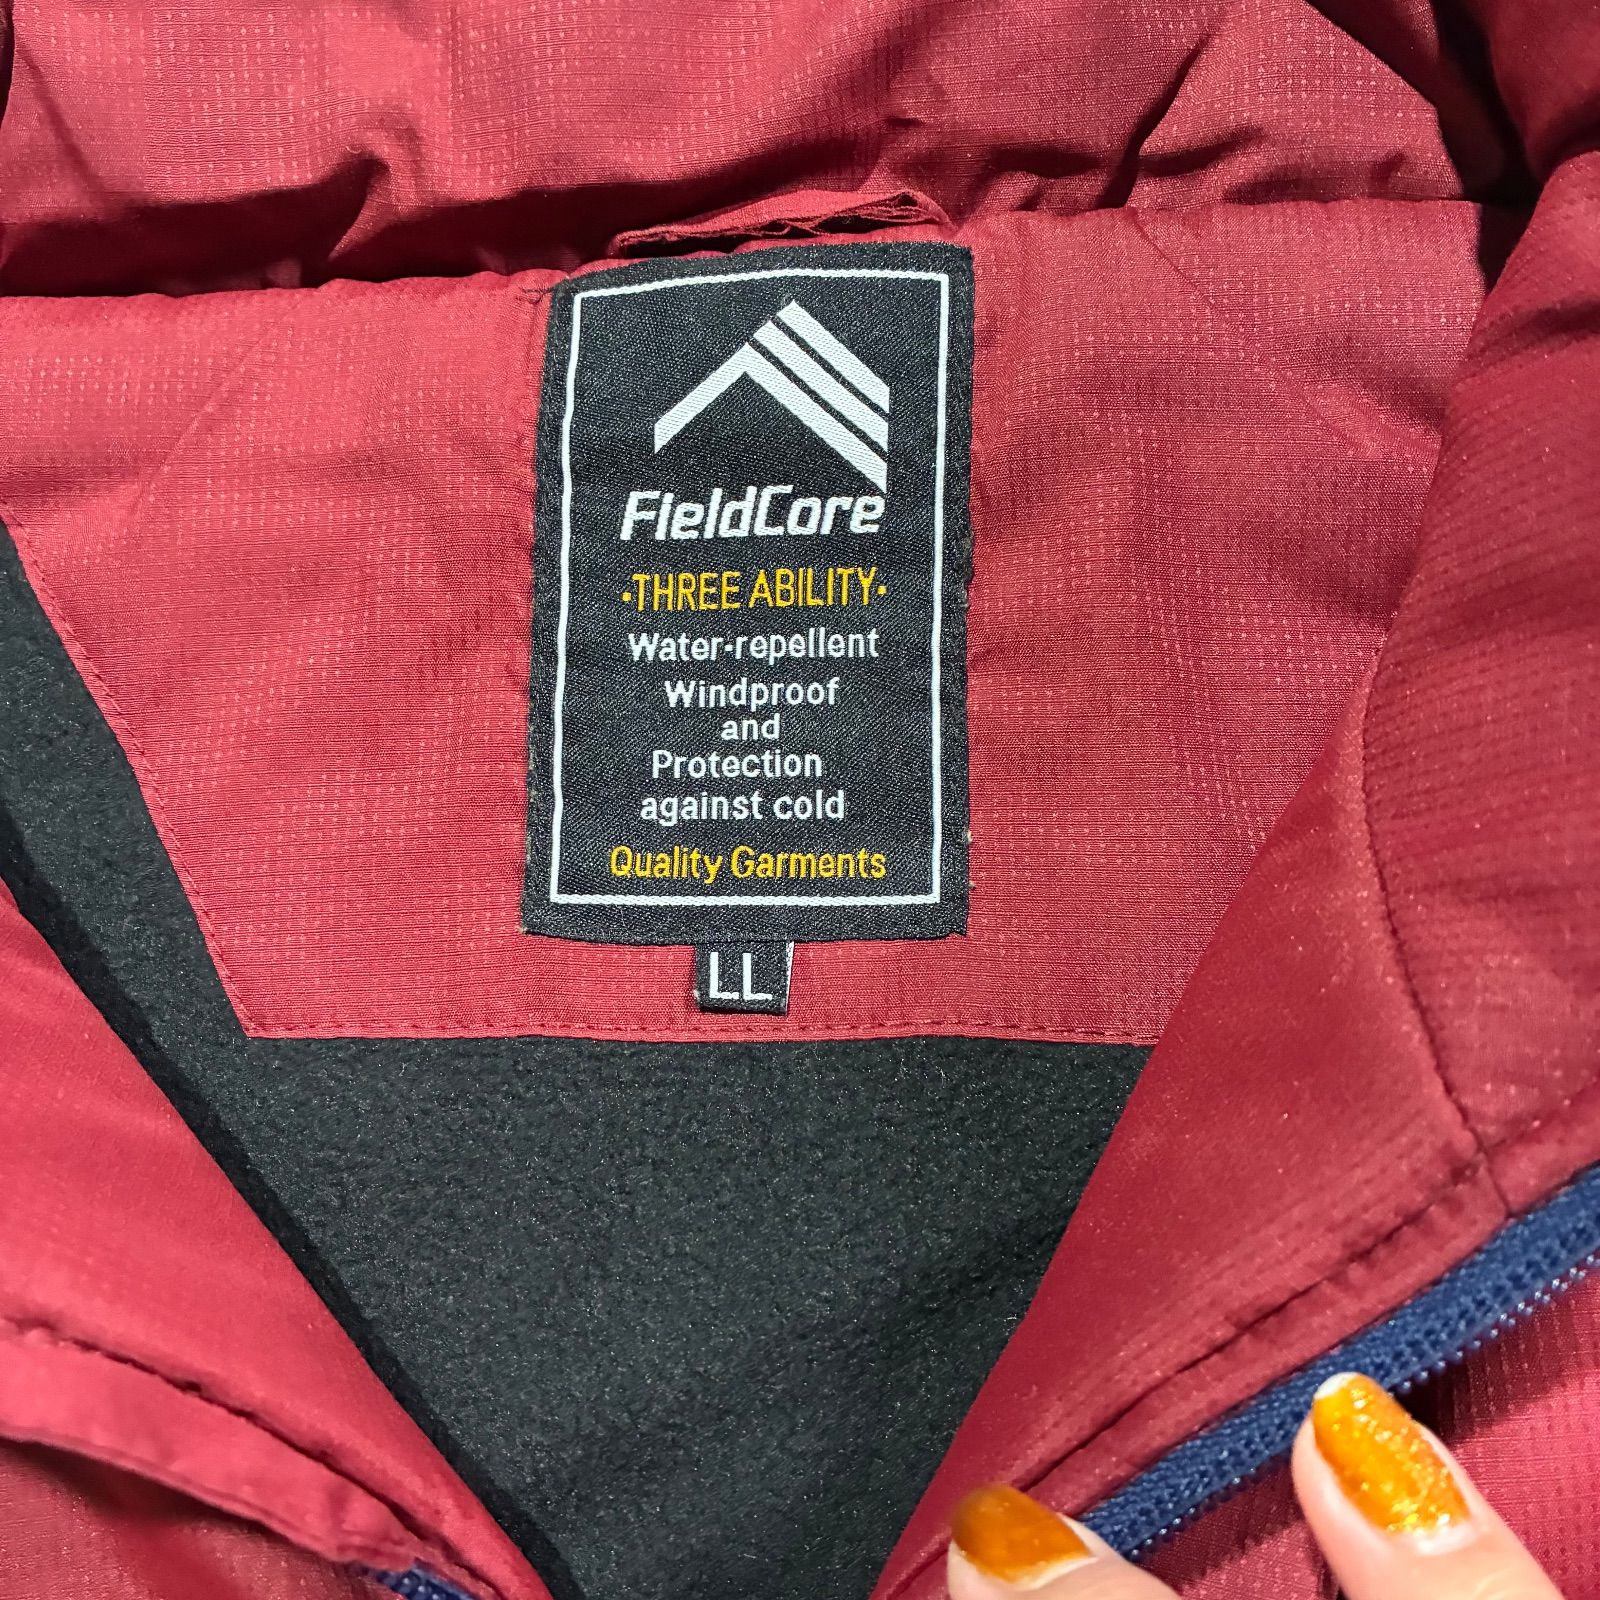 FieldCore
·THREE ABILITY·
Water-repellent
Windproof
and
Protection
against cold
Quality Garments
LL